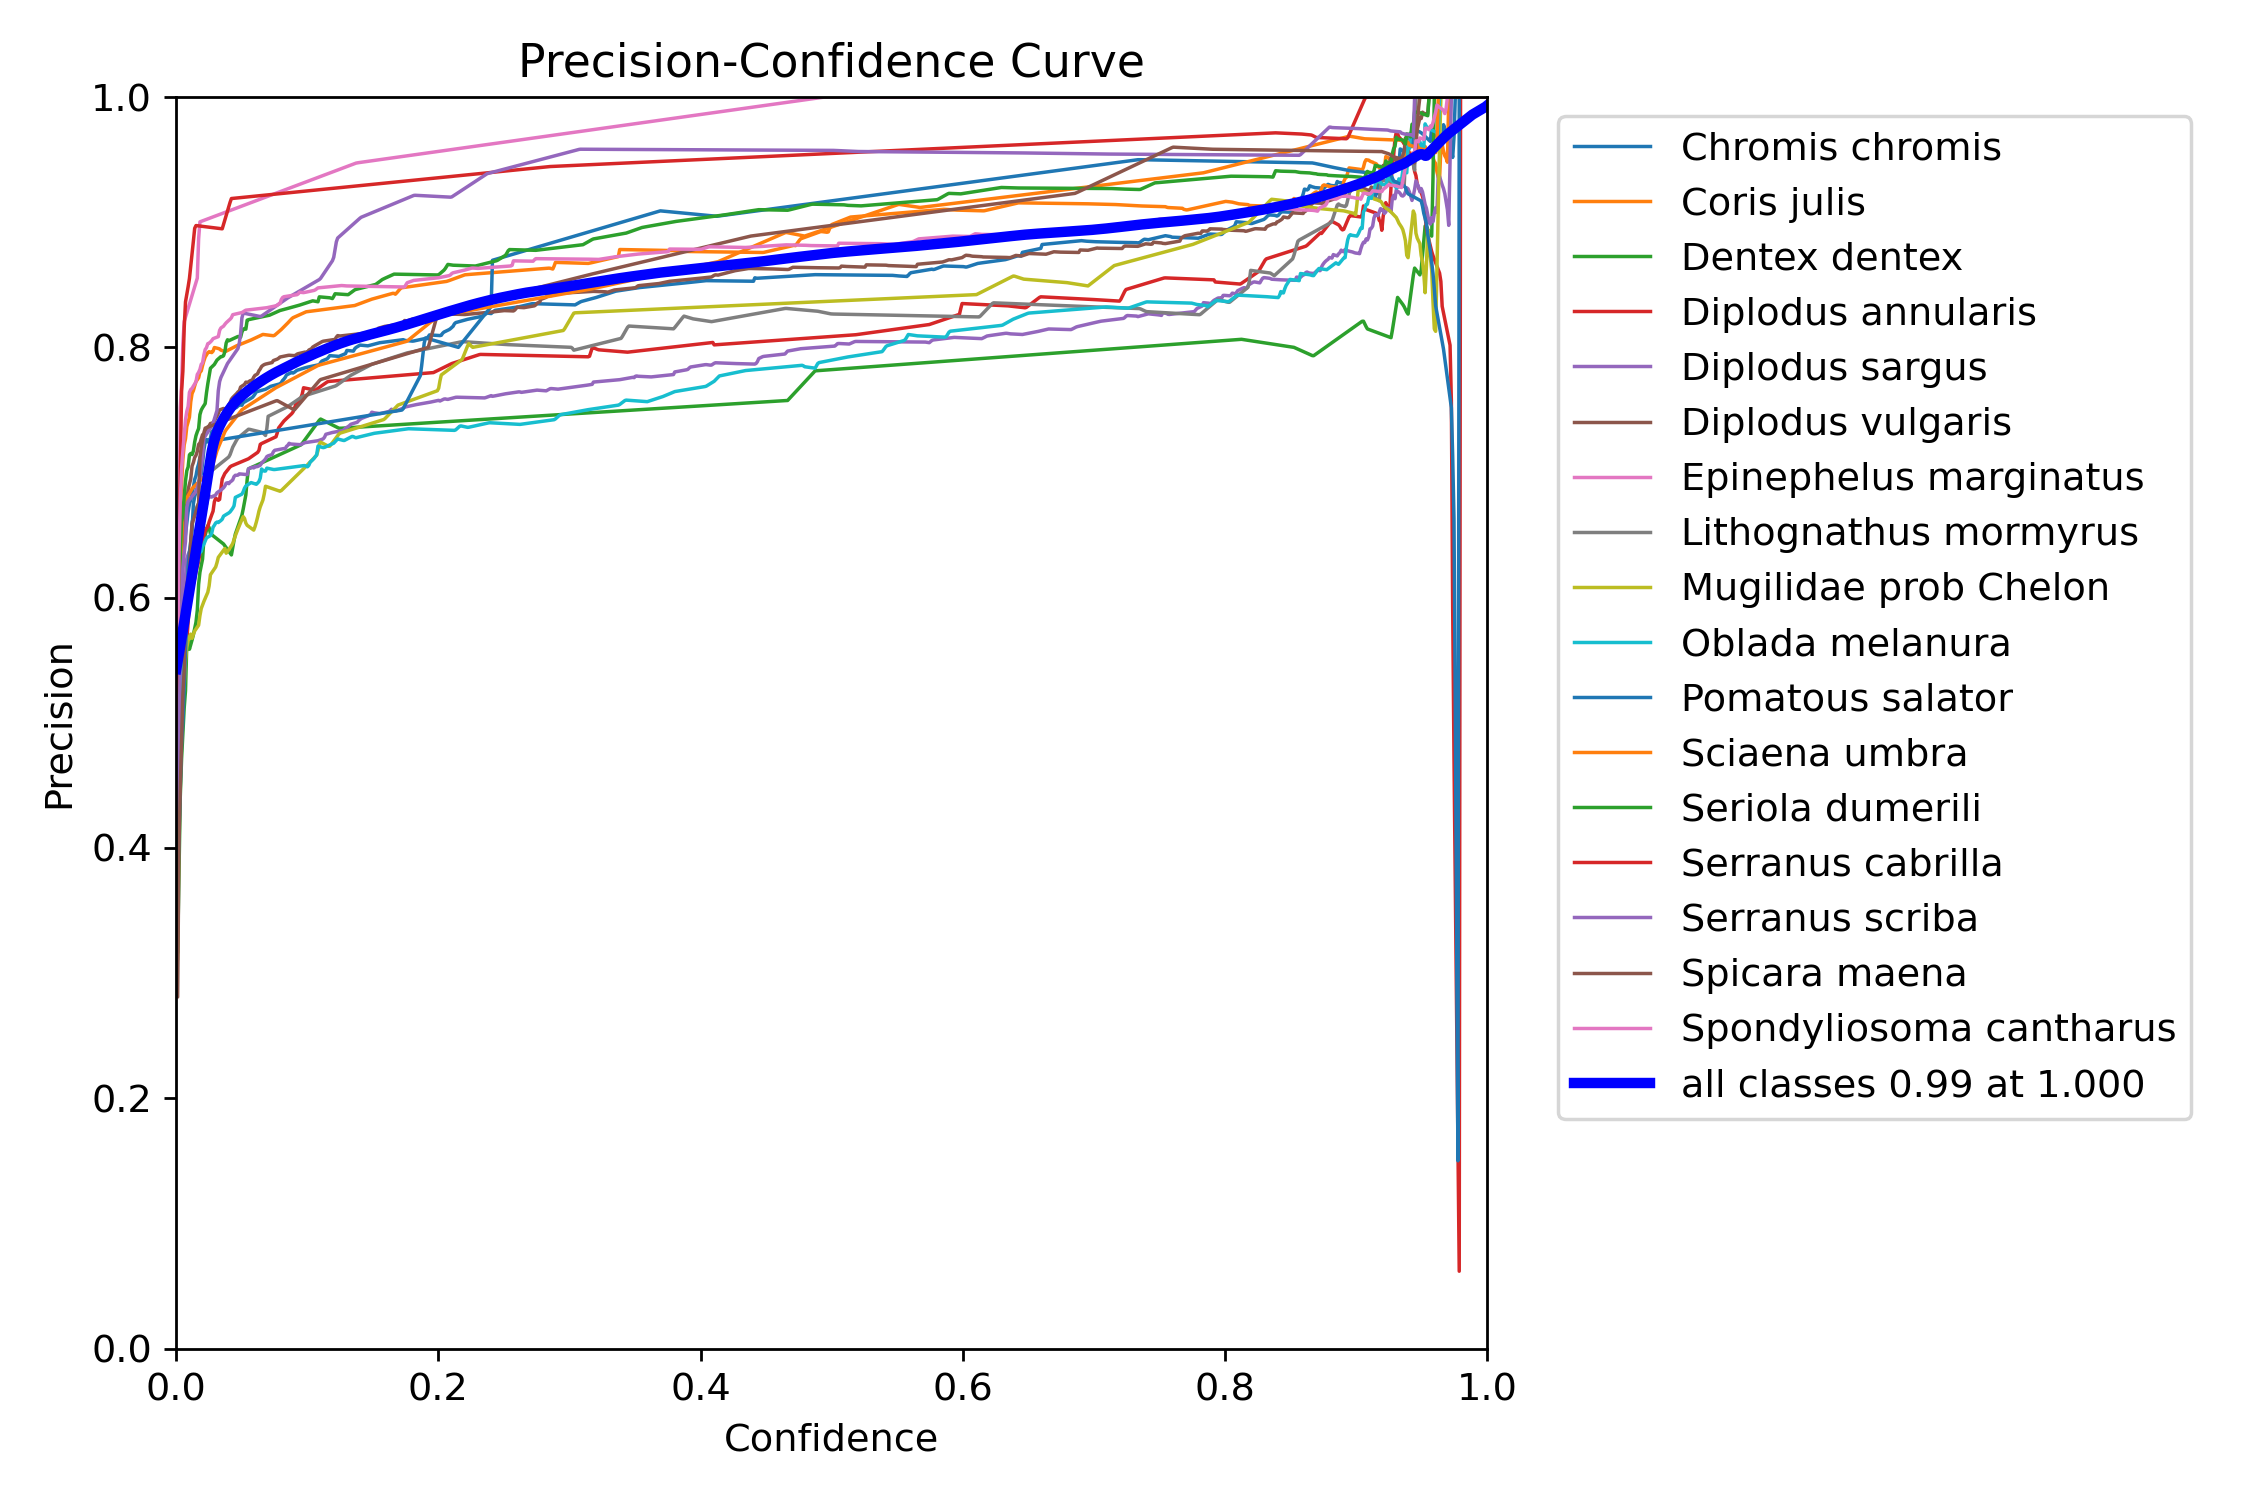 Precision-Confidence Curve
1.0
0.8
0.6
0.4
0.2
0.0
Precision
0.0 0.2 0.4 0.6 0.8 1.0
Confidence
Chromis chromis
Coris julis
Dentex dentex
Diplodus annularis
Diplodus sargus
Diplodus vulgaris
Epinephelus marginatus
Lithognathus mormyrus
Mugilidae prob Chelon
Oblada melanura
Pomatous salator
Sciaena umbra
Seriola dumerili
Serranus cabrilla
Serranus scriba
Spicara maena
Spondyliosoma cantharus
all classes 0.99 at 1.000